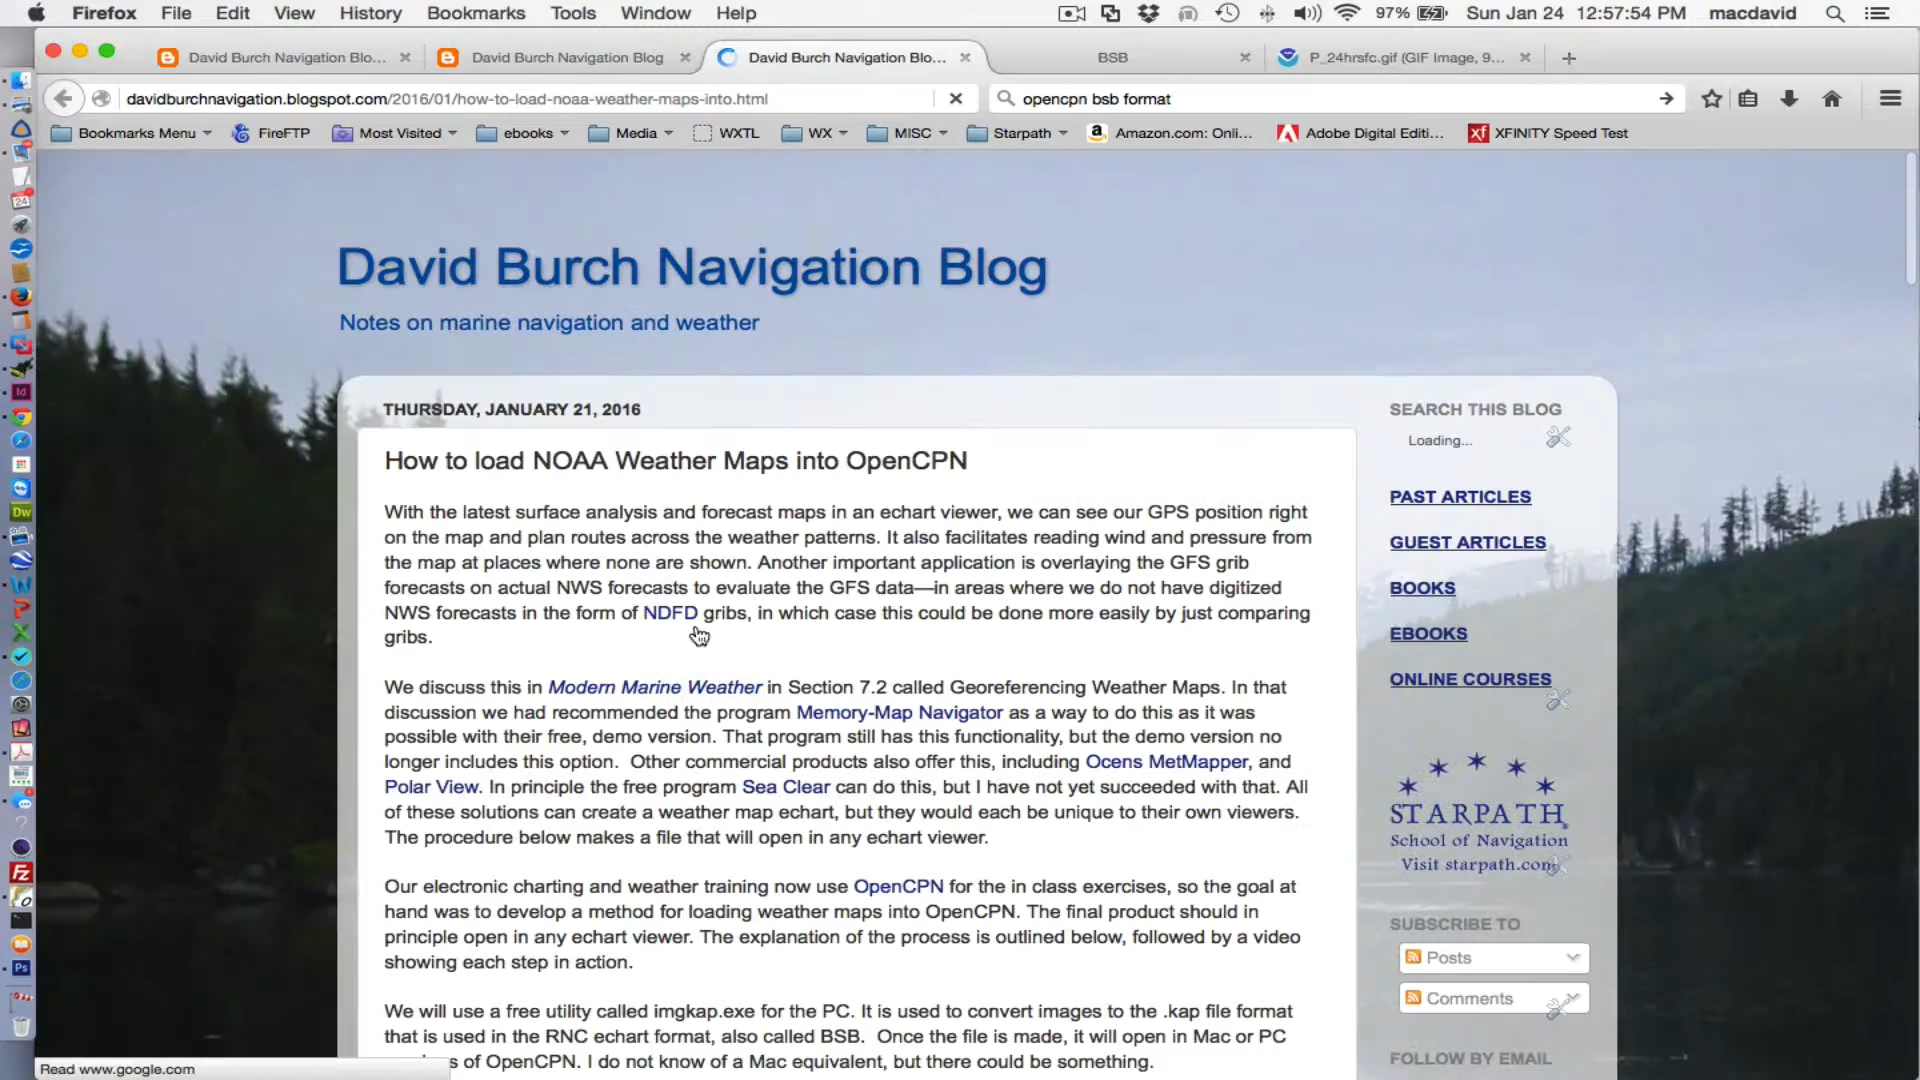 Firefox File Edit View History Bookmarks Tools Window Help 97% Sun Jan 24 12:57:54 PM macdavid
David Burch Navigation Blo... David Burch Navigation Blog David Burch Navigation Blo... BSB P_24hrsfc.gif (GIF Image, 9...
davidburchnavigation.blogspot.com/2016/01/how-to-load-noaa-weather-maps-into.html opencpn bsb format
Bookmarks Menu FireFTP Most Visited ebooks Media WXTL WX MISC Starpath Amazon.com: Onli... Adobe Digital Editi... XFINITY Speed Test
David Burch Navigation Blog
Notes on marine navigation and weather
THURSDAY, JANUARY 21, 2016
How to load NOAA Weather Maps into OpenCPN
With the latest surface analysis and forecast maps in an echart viewer, we can see our GPS position right
on the map and plan routes across the weather patterns. It also facilitates reading wind and pressure from
the map at places where none are shown. Another important application is overlaying the GFS grib
forecasts on actual NWS forecasts to evaluate the GFS data—in areas where we do not have digitized
NWS forecasts in the form of NDFD gribs, in which case this could be done more easily by just comparing
gribs.
We discuss this in Modern Marine Weather in Section 7.2 called Georeferencing Weather Maps. In that
discussion we had recommended the program Memory-Map Navigator as a way to do this as it was
possible with their free, demo version. That program still has this functionality, but the demo version no
longer includes this option. Other commercial products also offer this, including Ocens MetMapper, and
Polar View. In principle the free program Sea Clear can do this, but I have not yet succeeded with that. All
of these solutions can create a weather map echart, but they would each be unique to their own viewers.
The procedure below makes a file that will open in any echart viewer.
Our electronic charting and weather training now use OpenCPN for the in class exercises, so the goal at
hand was to develop a method for loading weather maps into OpenCPN. The final product should in
principle open in any echart viewer. The explanation of the process is outlined below, followed by a video
showing each step in action.
We will use a free utility called imgkap.exe for the PC. It is used to convert images to the .kap file format
that is used in the RNC echart format, also called BSB. Once the file is made, it will open in Mac or PC
s of OpenCPN. I do not know of a Mac equivalent, but there could be something.
SEARCH THIS BLOG
Loading...
PAST ARTICLES
GUEST ARTICLES
BOOKS
EBOOKS
ONLINE COURSES
STARPATH
School of Navigation
Visit starpath.com
SUBSCRIBE TO
Posts
Comments
FOLLOW BY EMAIL
Read www.google.com